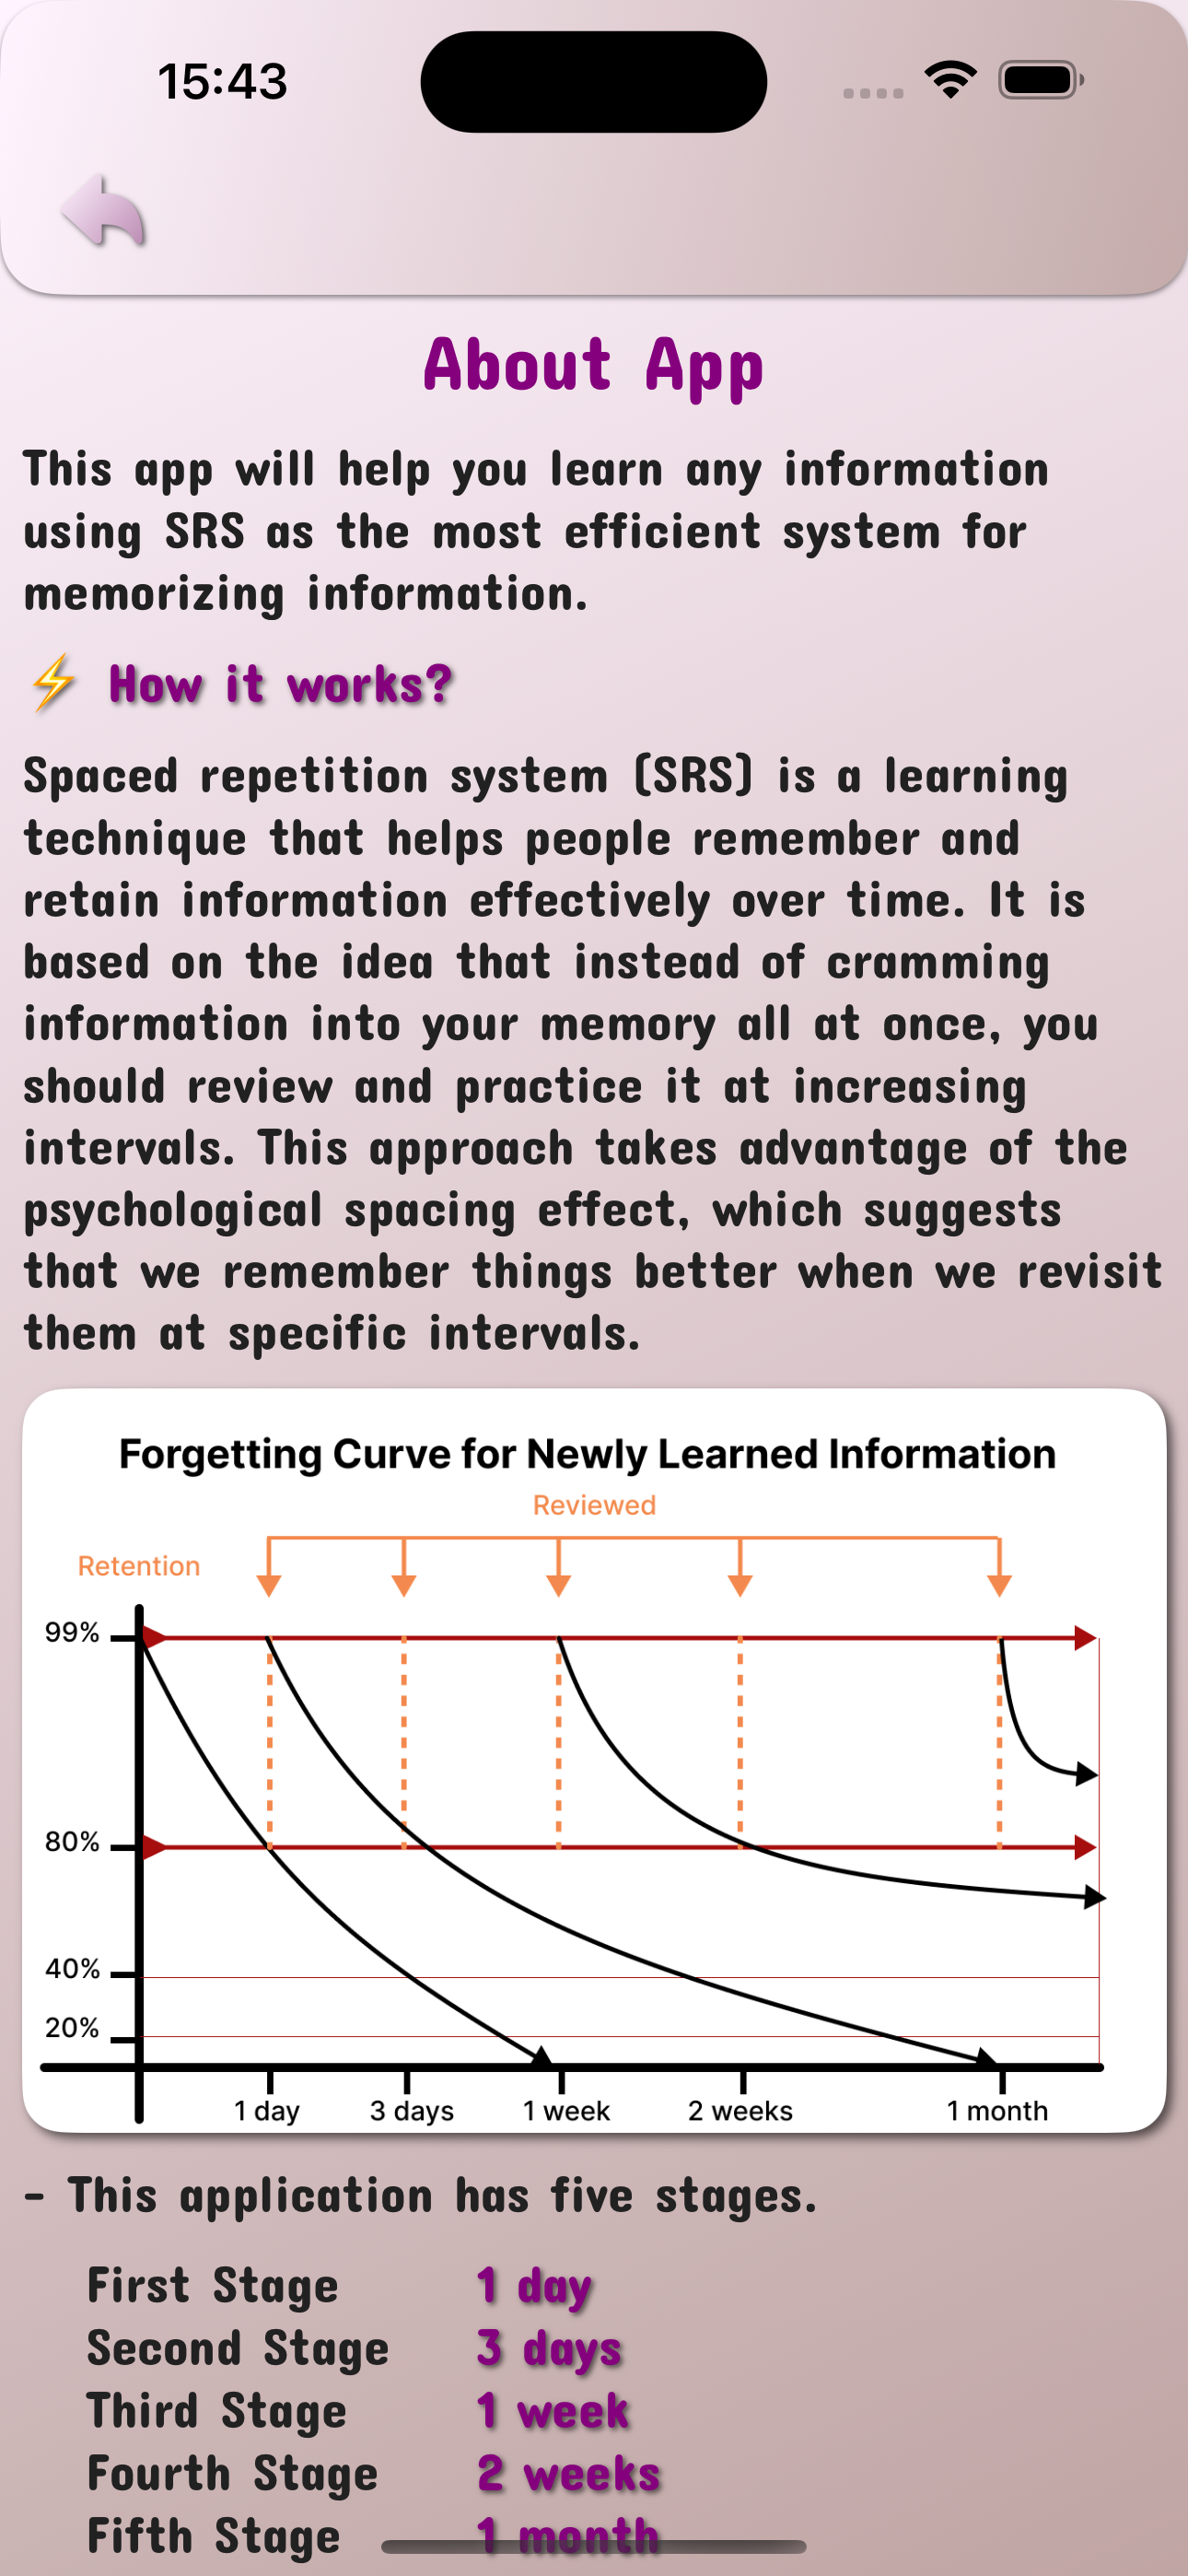 15:43
About App
This app will help you learn any information
using SRS as the most efficient system for
memorizing information.
⚡ How it works?
Spaced repetition system (SRS) is a learning
technique that helps people remember and
retain information effectively over time. It is
based on the idea that instead of cramming
information into your memory all at once, you
should review and practice it at increasing
intervals. This approach takes advantage of the
psychological spacing effect, which suggests
that we remember things better when we revisit
them at specific intervals.
Forgetting Curve for Newly Learned Information
Reviewed
Retention
99%
80%
40%
20%
1 day 3 days 1 week 2 weeks 1 month
- This application has five stages.
First Stage 1 day
Second Stage 3 days
Third Stage 1 week
Fourth Stage 2 weeks
Fifth Stage 1 month